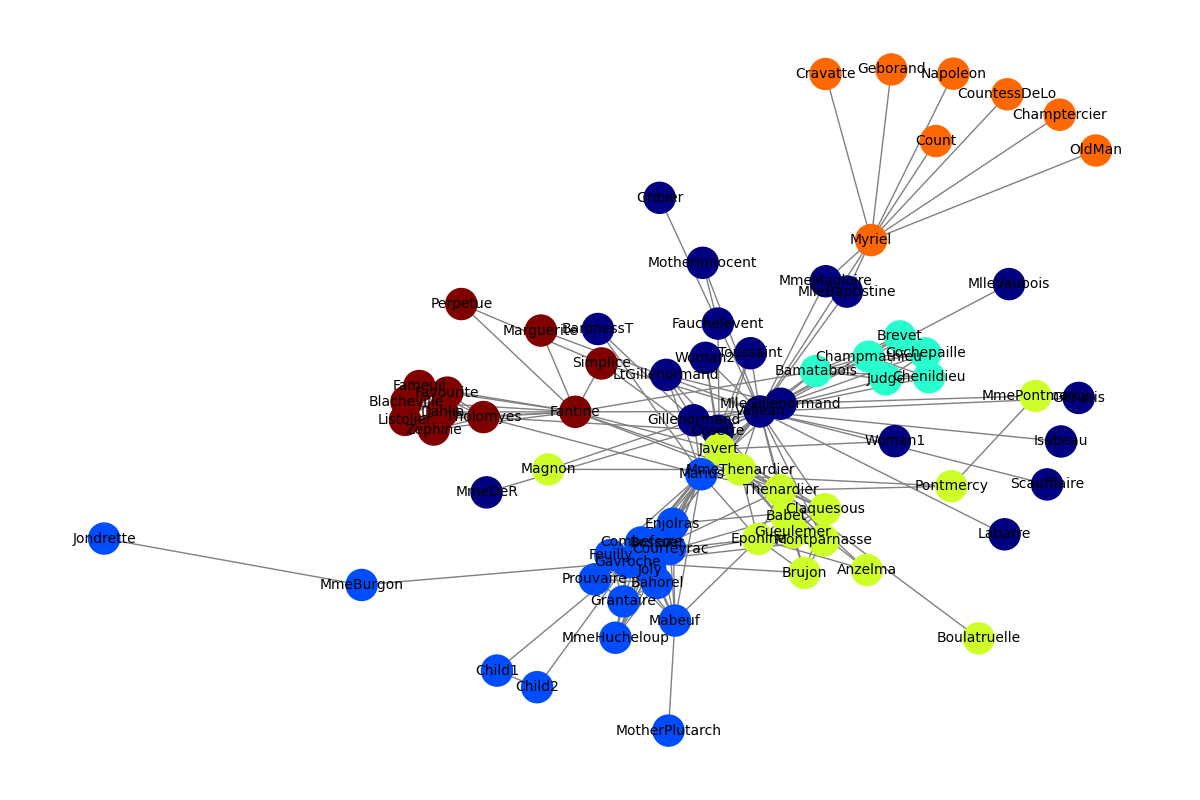 Cravatte
Geborand
Napoleon
CountessDeLo
Champtercier
Count
OldMan
Gribier
Myriel
MotherInnocent
MmeMagloire
MlleBaptistine
MlleVaubois
Perpetue
Marguerite
BaronessT
Fauchelevent
Brevet
Cochepaille
Woman2
Toussaint
Champmathieu
Simplice
LtGillenormand
Bamatabois
Judge
Chenildieu
Fameuil
Favourite
Blacheville
Dahlia
Listolier
Zephine
Tholomyes
Fantine
MmePontmercy
Gervais
MlleGillenormand
Valjean
Gillenormand
Cosette
Woman1
Isabeau
Javert
Magnon
Marius
MmeThenardier
MmeDeR
Thenardier
Pontmercy
Scaufflaire
Claquesous
Babet
Gueulemer
Labarre
Jondrette
Enjolras
Eponine
Montparnasse
Combeferre
Bossuet
Courfeyrac
Feuilly
Gavroche
Joly
Brujon
Anzelma
MmeBurgon
Prouvaire
Bahorel
Grantaire
Mabeuf
MmeHucheloup
Boulatruelle
Child1
Child2
MotherPlutarch